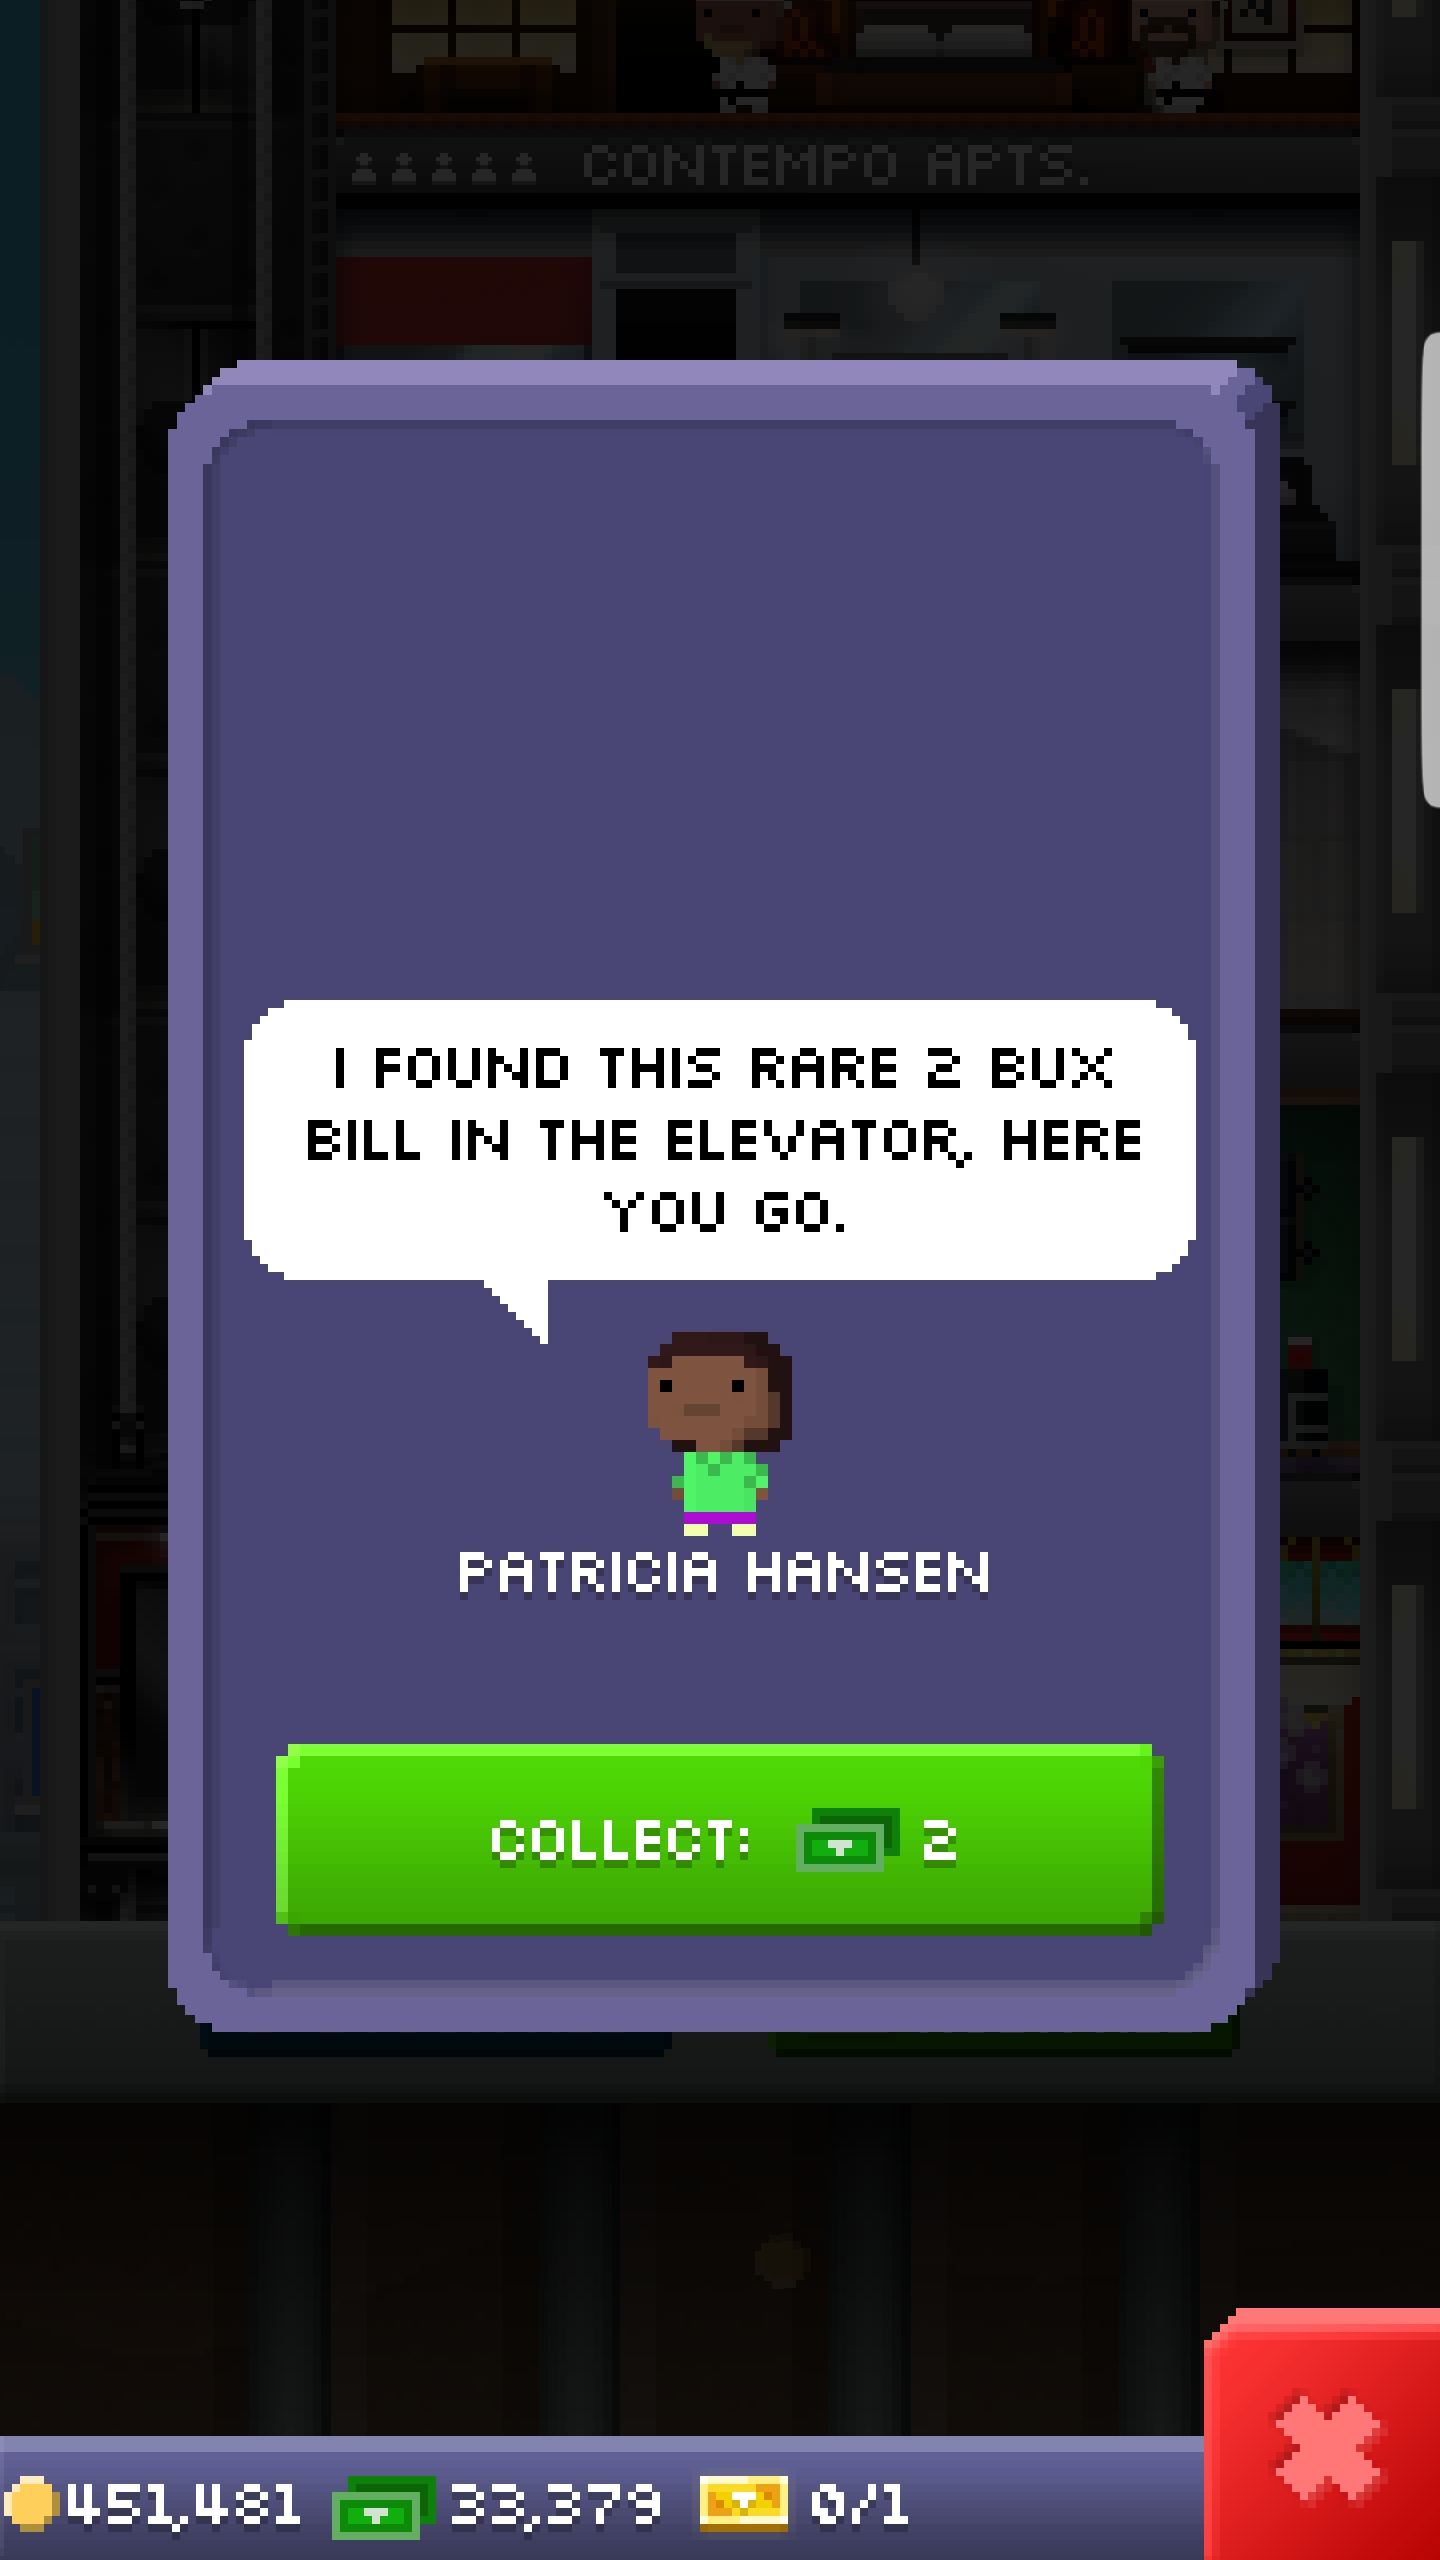 CONTEMPO APTS.
I FOUND THIS RARE 2 BUX
BILL IN THE ELEVATOR, HERE
YOU GO.
PATRICIA HANSEN
COLLECT: 2
451,481 33,379 0/1